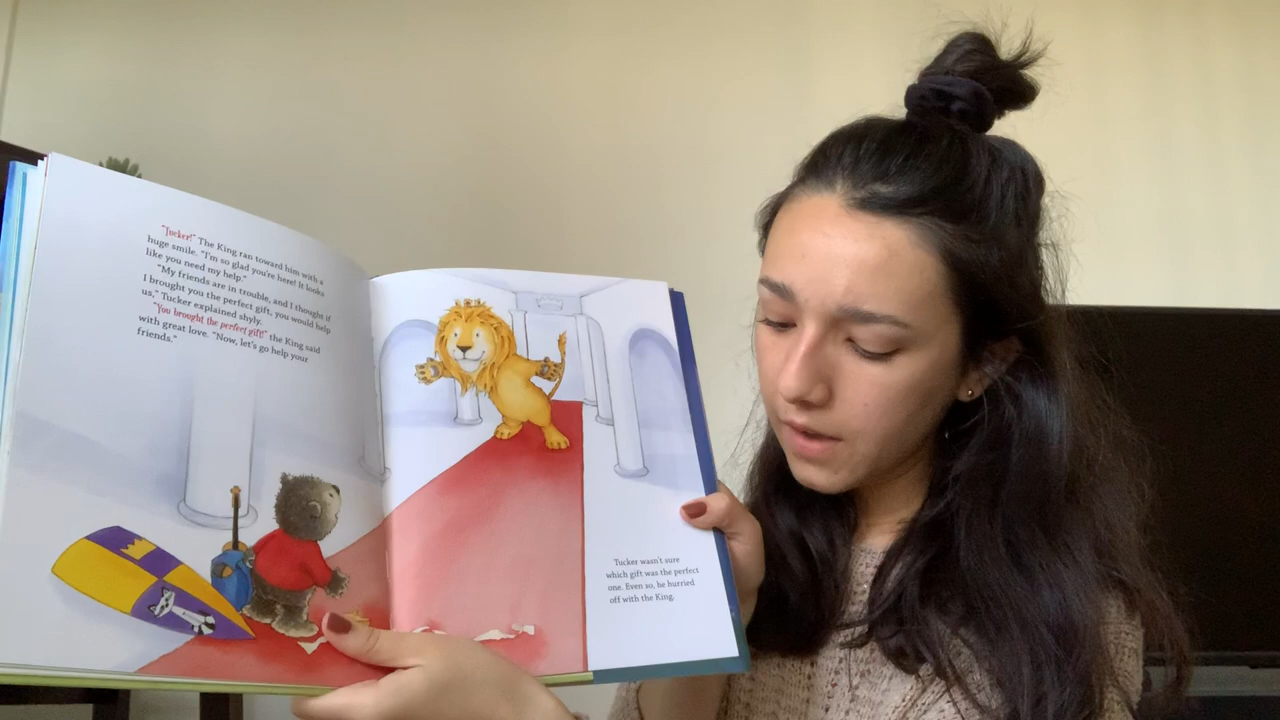 "Tucker!" The King ran toward him with a
huge smile. "I'm so glad you're here! It looks
like you need my help."
"My friends are in trouble, and I thought if
I brought you the perfect gift, you would help
us," Tucker explained shyly.
"You brought the perfect gift!" the King said
with great love. "Now, let's go help your
friends."
Tucker wasn't sure
which gift was the perfect
one. Even so, he hurried
off with the King.